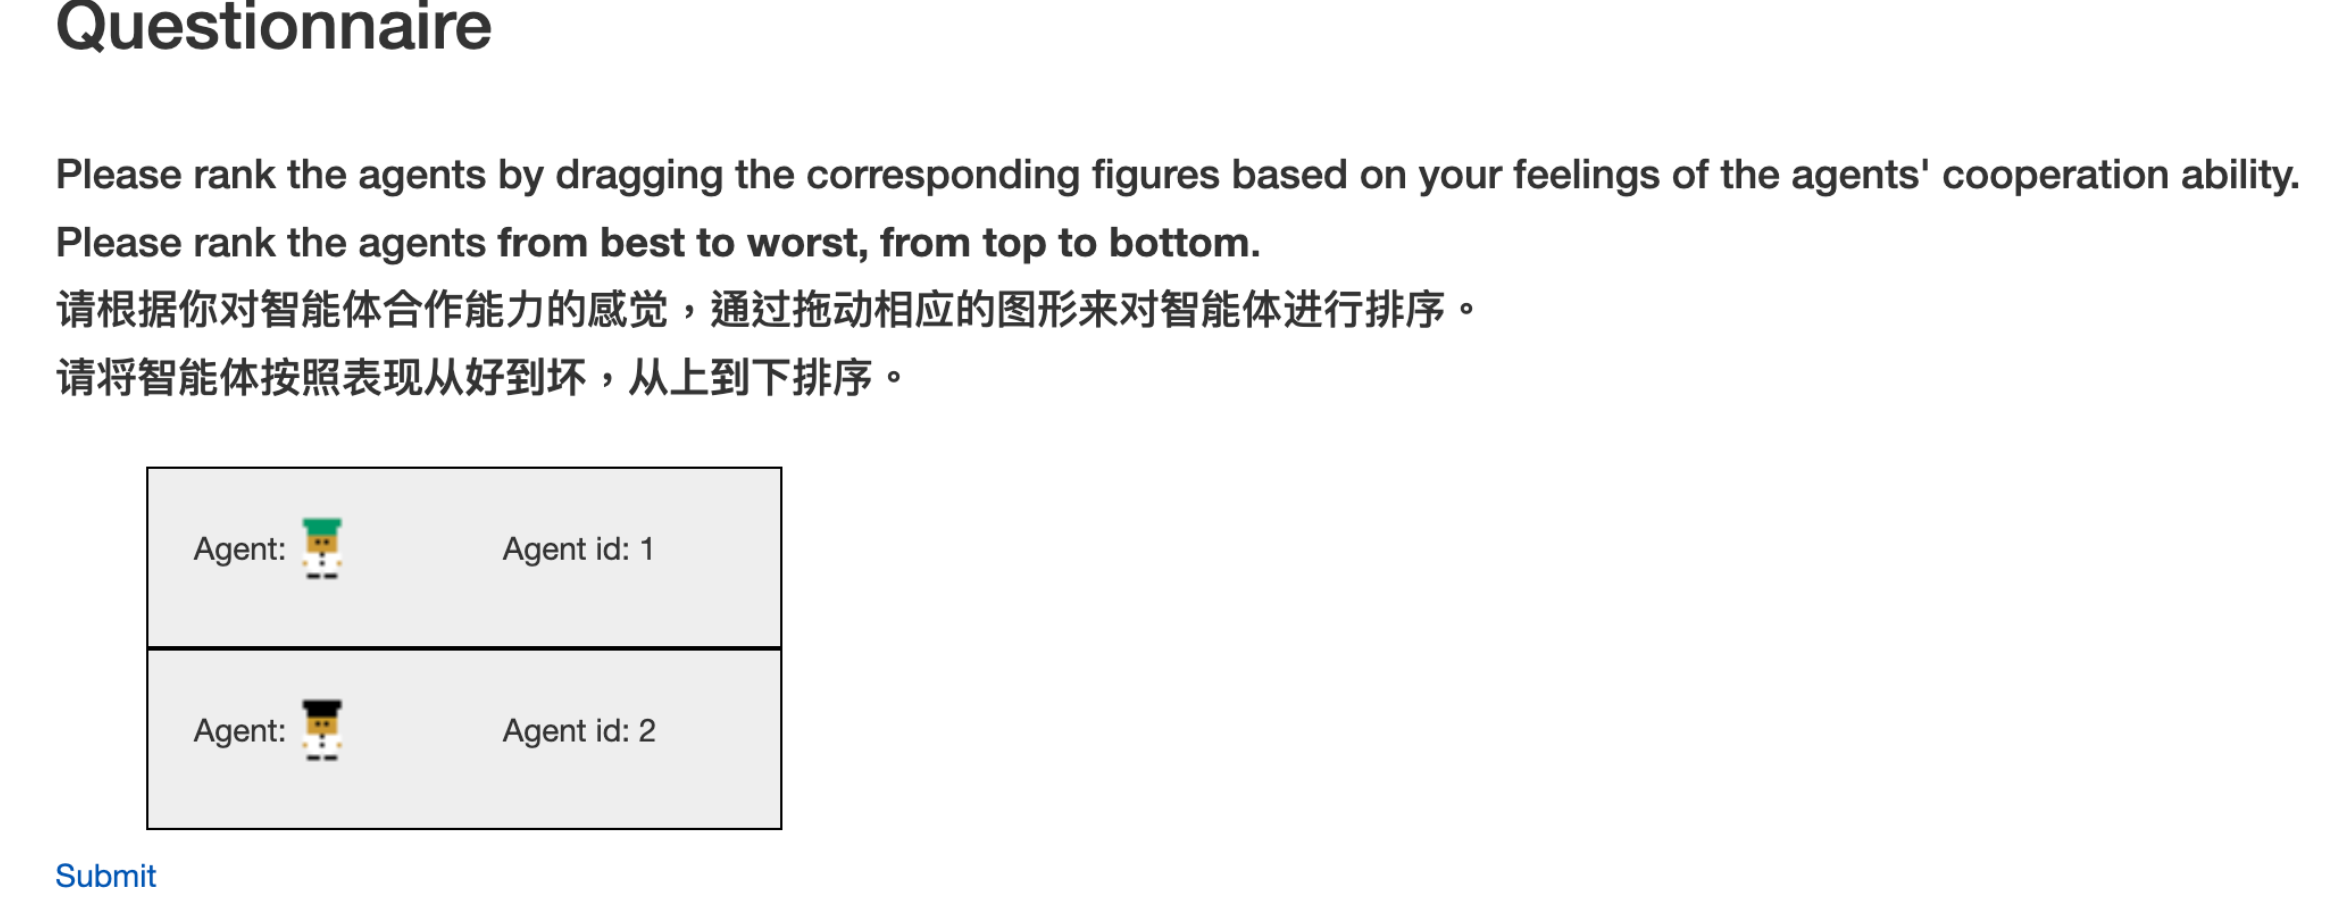 Questionnaire
Please rank the agents by dragging the corresponding figures based on your feelings of the agents' cooperation ability.
Please rank the agents from best to worst, from top to bottom.
请根据你对智能体合作能力的感觉，通过拖动相应的图形来对智能体进行排序。
请将智能体按照表现从好到坏，从上到下排序。
Agent: Agent id: 1
Agent: Agent id: 2
Submit